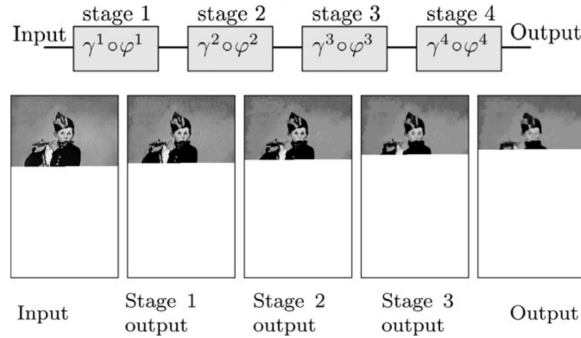 stage 1 stage 2 stage 3 stage 4
Input γ¹∘φ¹ γ²∘φ² γ³∘φ³ γ⁴∘φ⁴ Output
Input Stage 1 output Stage 2 output Stage 3 output Output